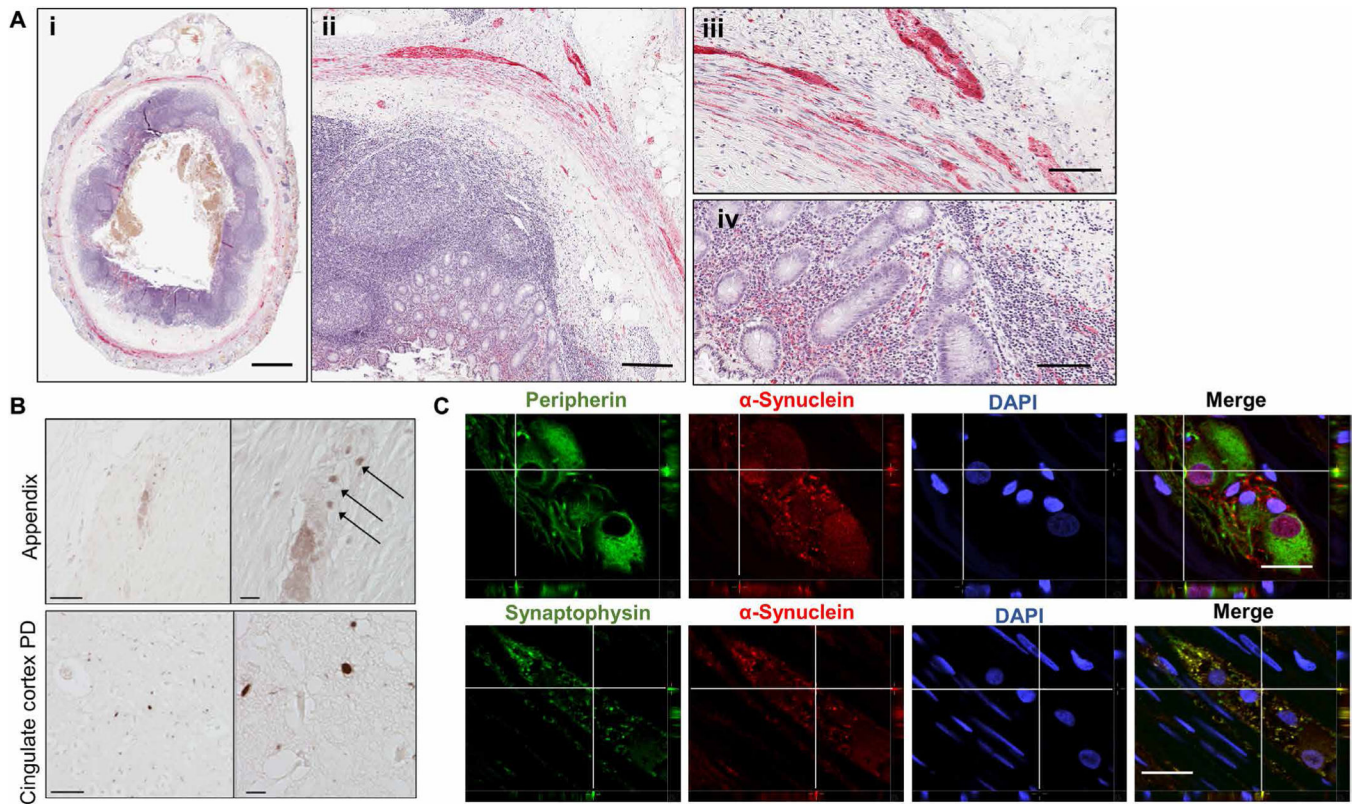 A
i
ii
iii
iv
B
Appendix
Cingulate cortex PD
C
Peripherin
α-Synuclein
DAPI
Merge
Synaptophysin
α-Synuclein
DAPI
Merge